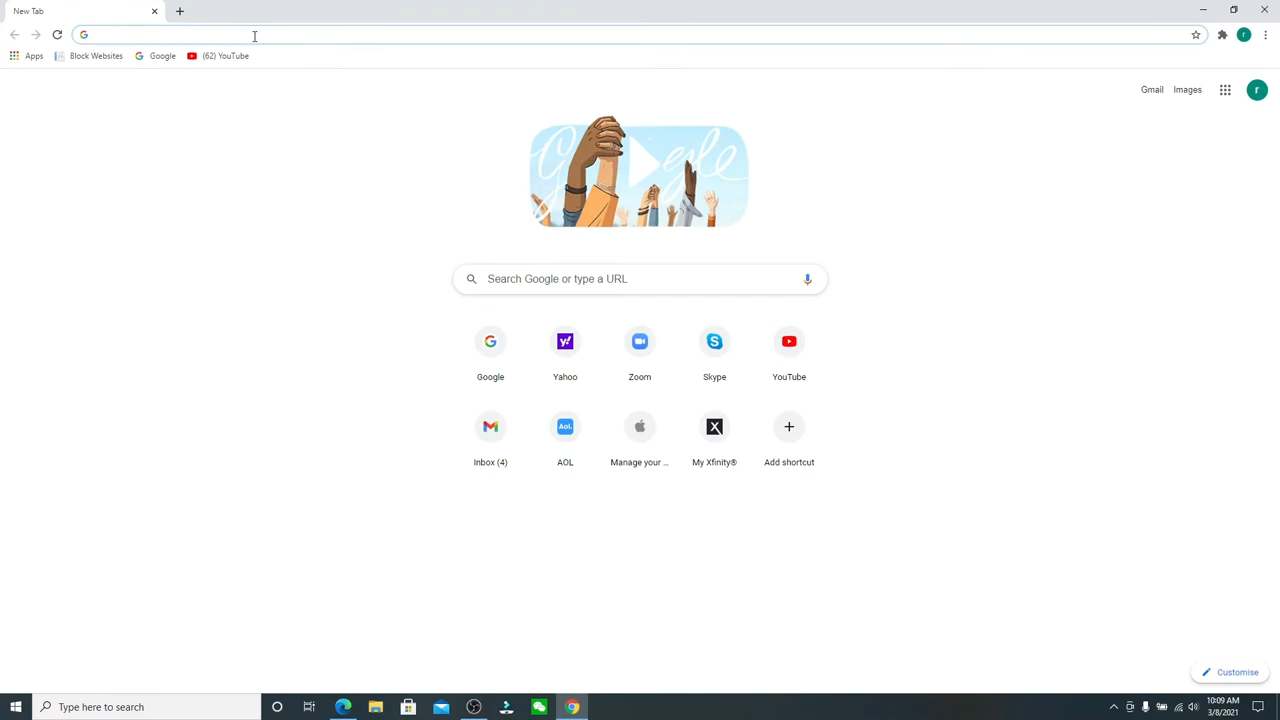 New Tab
Apps Block Websites Google (62) YouTube
Gmail Images r
Google
Search Google or type a URL
Google Yahoo Zoom Skype YouTube
Aol.
Inbox (4) AOL Manage your ... My Xfinity® Add shortcut
Customise
Type here to search
10:09 AM
3/8/2021